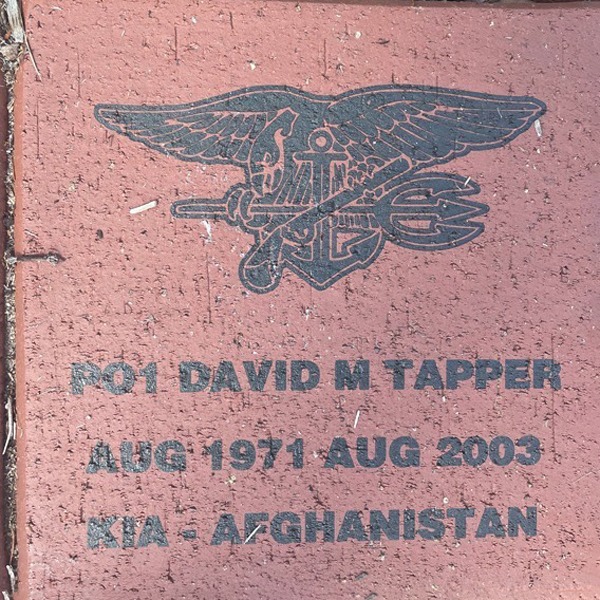 PO1 DAVID M TAPPER
AUG 1971 AUG 2003
KIA - AFGHANISTAN